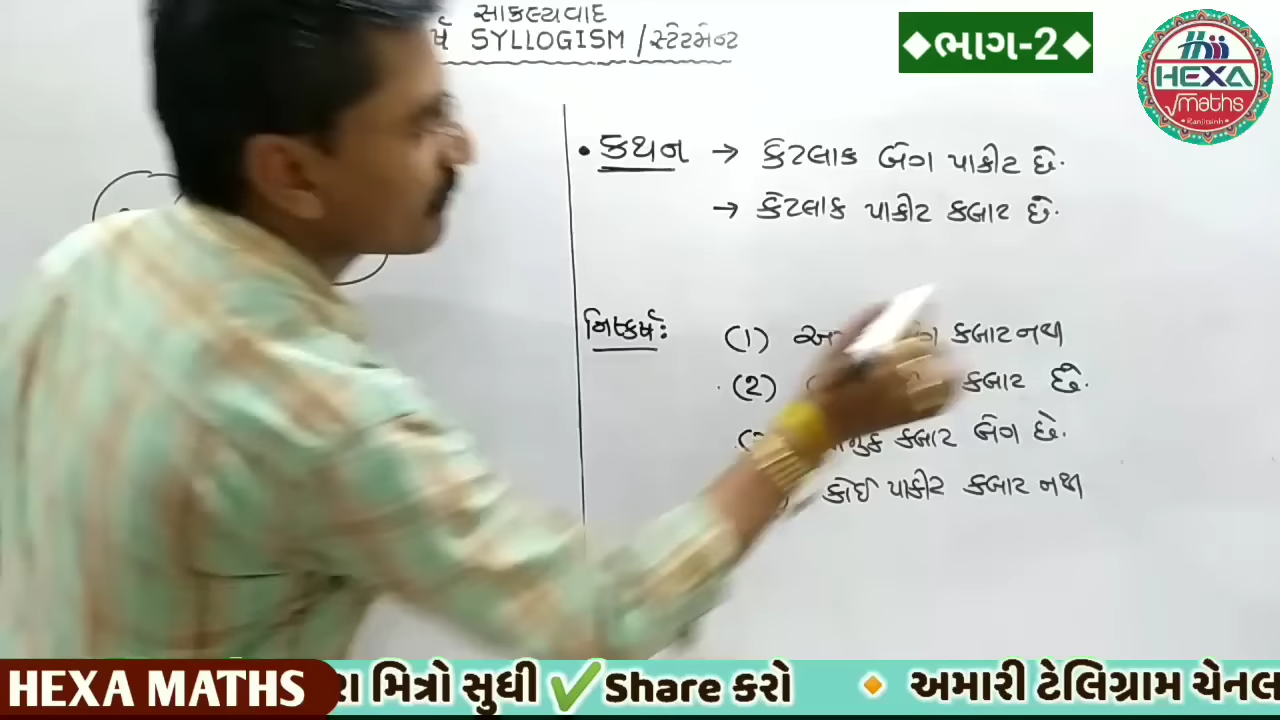 સાકલ્યવાદ
ર્ષ SYLLOGISM / સ્ટેટમેન્ટ
◆ભાગ-2◆
HEXA
maths
Ranjitsinh
• કથન → કેટલાક બેગ પાકીટ છે.
→ કેટલાક પાકીટ કબાટ છે.
નિષ્કર્ષ:
(1) કબાટ નથી
(2) કબાટ છે.
કબાટ બેગ છે.
કોઈ પાકીટ કબાટ નથી
HEXA MATHS
રા મિત્રો સુધી ✔Share કરો 🔸 અમારી ટેલિગ્રામ ચેનલ